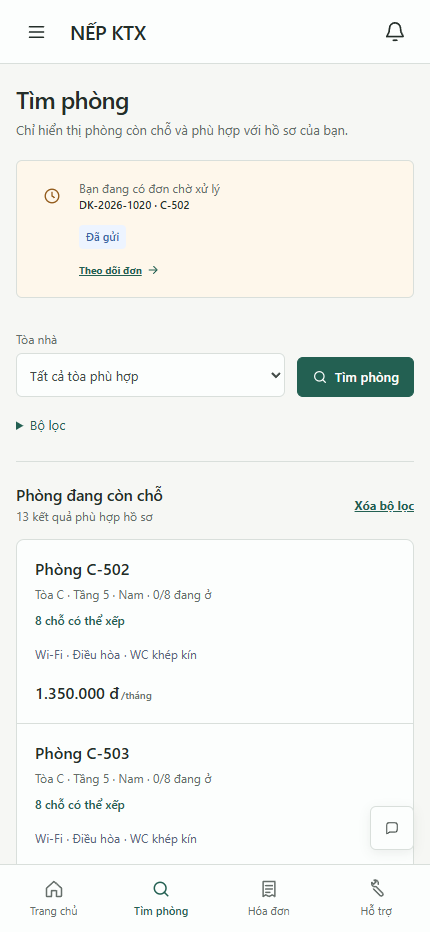 NẾP KTX
Tìm phòng
Chỉ hiển thị phòng còn chỗ và phù hợp với hồ sơ của bạn.
Bạn đang có đơn chờ xử lý
DK-2026-1020 · C-502
Đã gửi
Theo dõi đơn →
Tòa nhà
Tất cả tòa phù hợp
Tìm phòng
Bộ lọc
Phòng đang còn chỗ
13 kết quả phù hợp hồ sơ
Xóa bộ lọc
Phòng C-502
Tòa C · Tầng 5 · Nam · 0/8 đang ở
8 chỗ có thể xếp
Wi-Fi · Điều hòa · WC khép kín
1.350.000 đ/tháng
Phòng C-503
Tòa C · Tầng 5 · Nam · 0/8 đang ở
8 chỗ có thể xếp
Wi-Fi · Điều hòa · WC khép kín
Trang chủ
Tìm phòng
Hóa đơn
Hỗ trợ